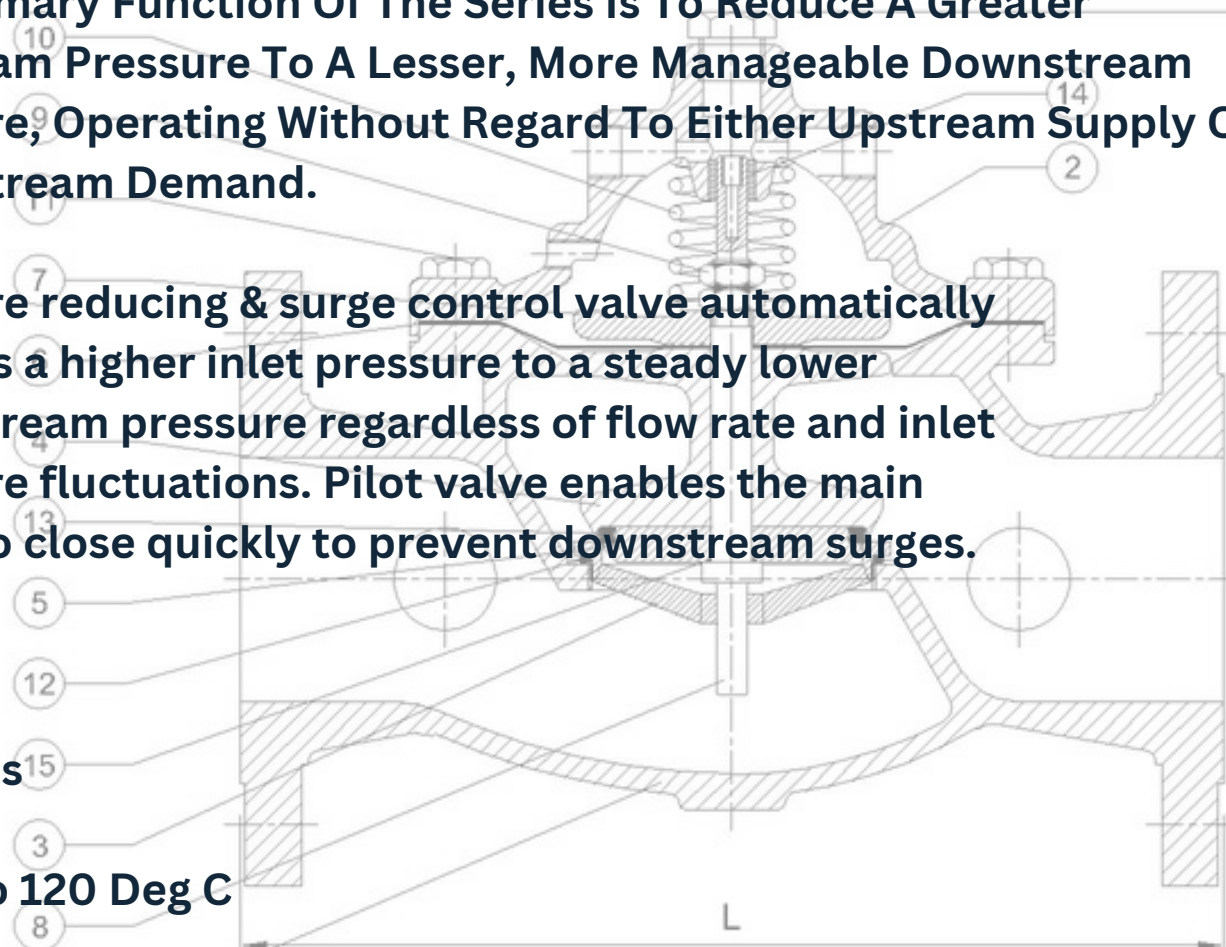 mary Function Of The Series Is To Reduce A Greater
10
am Pressure To A Lesser, More Manageable Downstream
14
re, Operating Without Regard To Either Upstream Supply O
9
2
tream Demand.
11
7
re reducing & surge control valve automatically
6
s a higher inlet pressure to a steady lower
ream pressure regardless of flow rate and inlet
4
re fluctuations. Pilot valve enables the main
13
o close quickly to prevent downstream surges.
5
12
s
15
3
o 120 Deg C
8
L